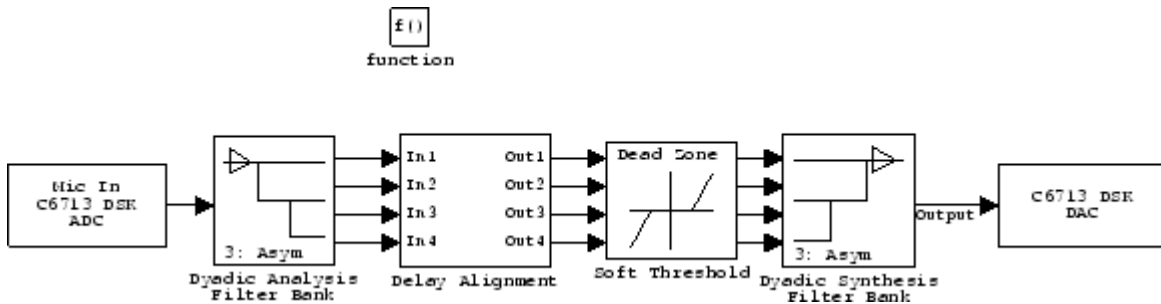 f()
function
Mic In
C6713 DSK
ADC
3: Asym
Dyadic Analysis
Filter Bank
In1
In2
In3
In4
Out1
Out2
Out3
Out4
Delay Alignment
Dead Zone
Soft Threshold
3: Asym
Dyadic Synthesis
Filter Bank
Output
C6713 DSK
DAC